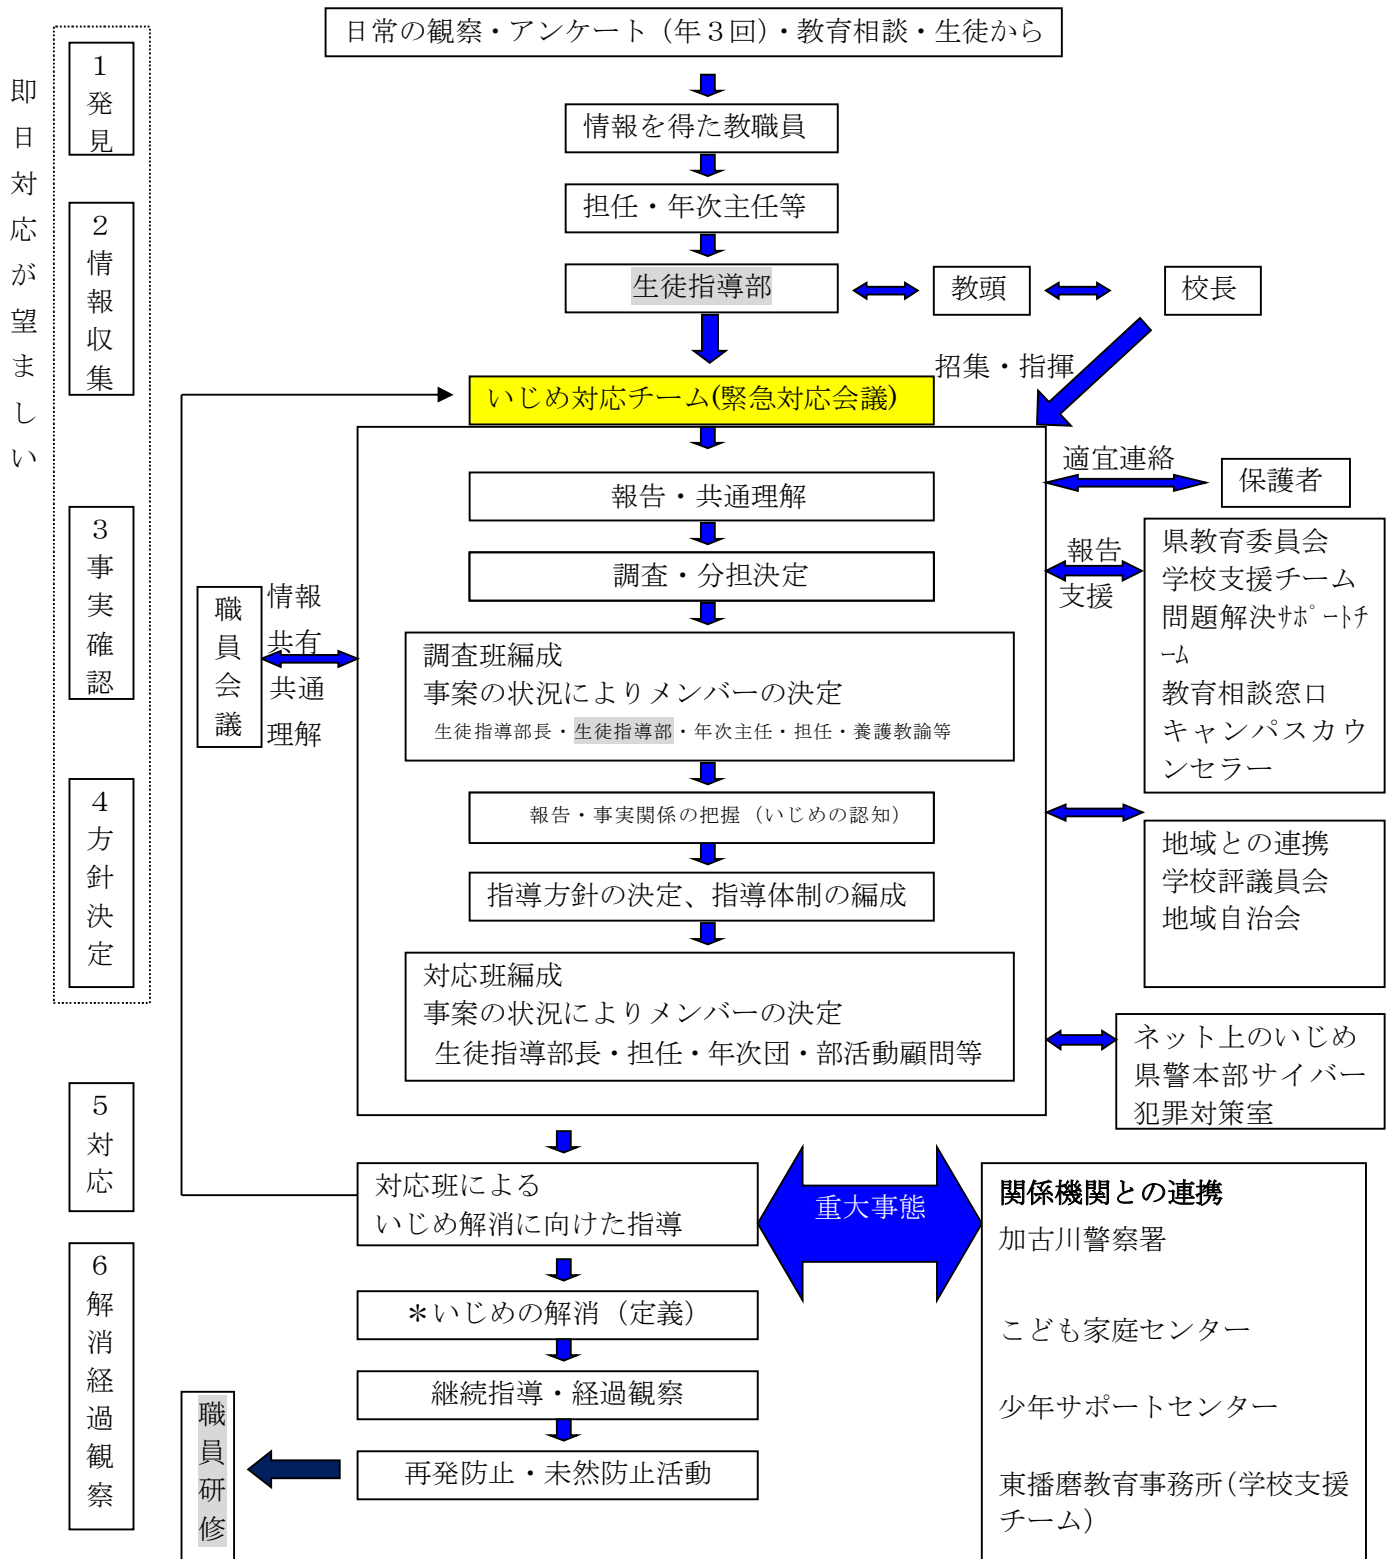 日常の観察・アンケート（年３回）・教育相談・生徒から
即日対応が望ましい
１発見
情報を得た教職員
担任・年次主任等
２情報収集
生徒指導部
教頭
校長
招集・指揮
いじめ対応チーム(緊急対応会議)
適宜連絡
保護者
報告・共通理解
３事実確認
調査・分担決定
報告
支援
県教育委員会
学校支援チーム
問題解決ｻﾎﾟｰﾄﾁ
ｰﾑ
教育相談窓口
キャンパスカウ
ンセラー
職員会議
情報
共有
共通
理解
調査班編成
事案の状況によりメンバーの決定
生徒指導部長・生徒指導部・年次主任・担任・養護教諭等
４方針決定
報告・事実関係の把握（いじめの認知）
地域との連携
学校評議員会
地域自治会
指導方針の決定、指導体制の編成
対応班編成
事案の状況によりメンバーの決定
生徒指導部長・担任・年次団・部活動顧問等
ネット上のいじめ
県警本部サイバー
犯罪対策室
５対応
対応班による
いじめ解消に向けた指導
重大事態
関係機関との連携
加古川警察署
こども家庭センター
少年サポートセンター
東播磨教育事務所(学校支援
チーム)
６解消経過観察
＊いじめの解消（定義）
継続指導・経過観察
再発防止・未然防止活動
職員研修